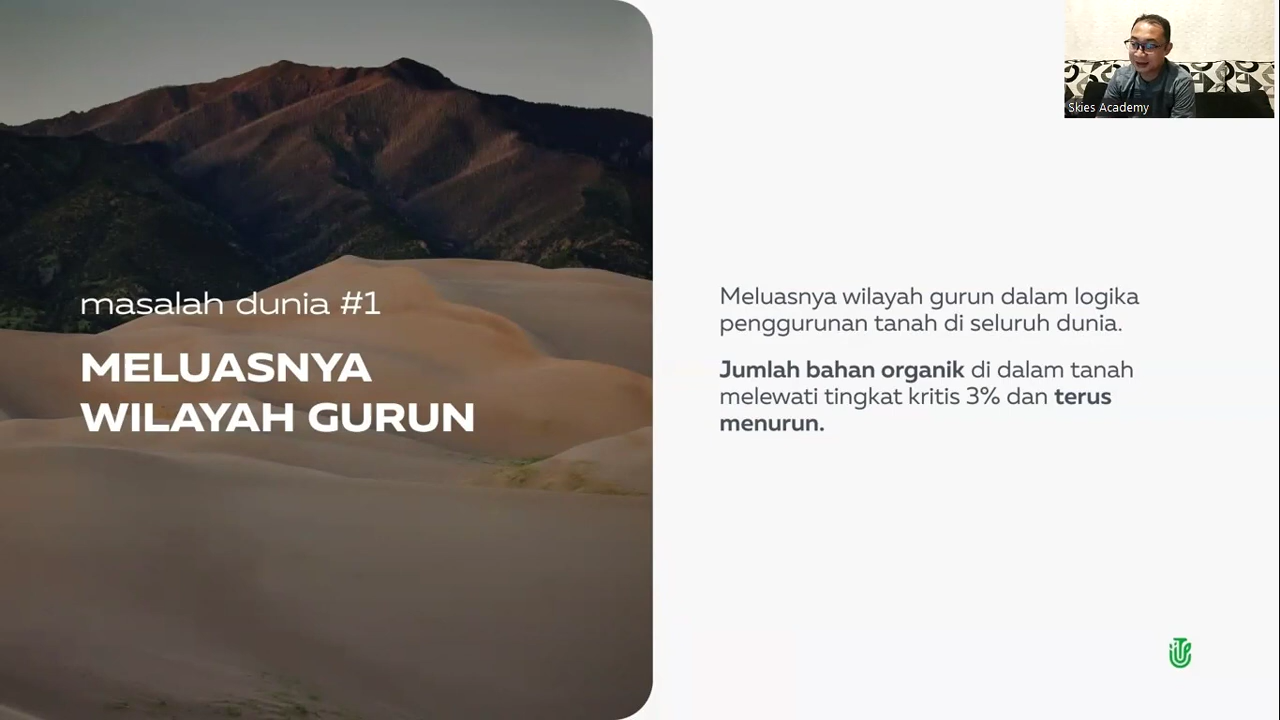 masalah dunia #1
MELUASNYA
WILAYAH GURUN
Meluasnya wilayah gurun dalam logika
penggurunan tanah di seluruh dunia.
Jumlah bahan organik di dalam tanah
melewati tingkat kritis 3% dan terus
menurun.
Skies Academy